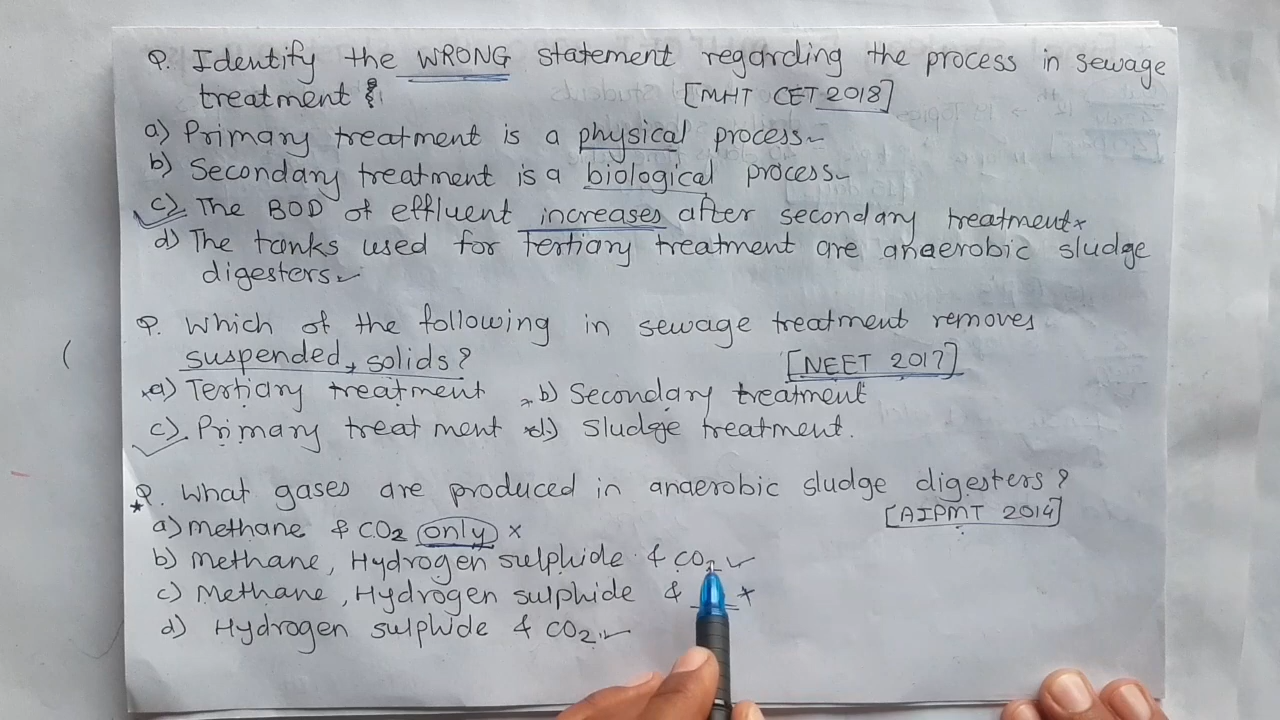 Q. Identify the WRONG statement regarding the process in sewage
treatment
[MHT CET 2018]
a) Primary treatment is a physical process
b) Secondary treatment is a biological process
c) The BOD of effluent increases after secondary treatment
d) The tanks used for tertiary treatment are anaerobic sludge
digesters
Q. Which of the following in sewage treatment removes
suspended solids?
[NEET 2017]
a) Tertiary treatment b) Secondary treatment
c) Primary treatment d) Sludge treatment.
Q. What gases are produced in anaerobic sludge digesters?
[AIPMT 2014]
a) methane & CO2 only
b) Methane, Hydrogen sulphide & CO2
c) Methane, Hydrogen sulphide &
d) Hydrogen sulphide & CO2